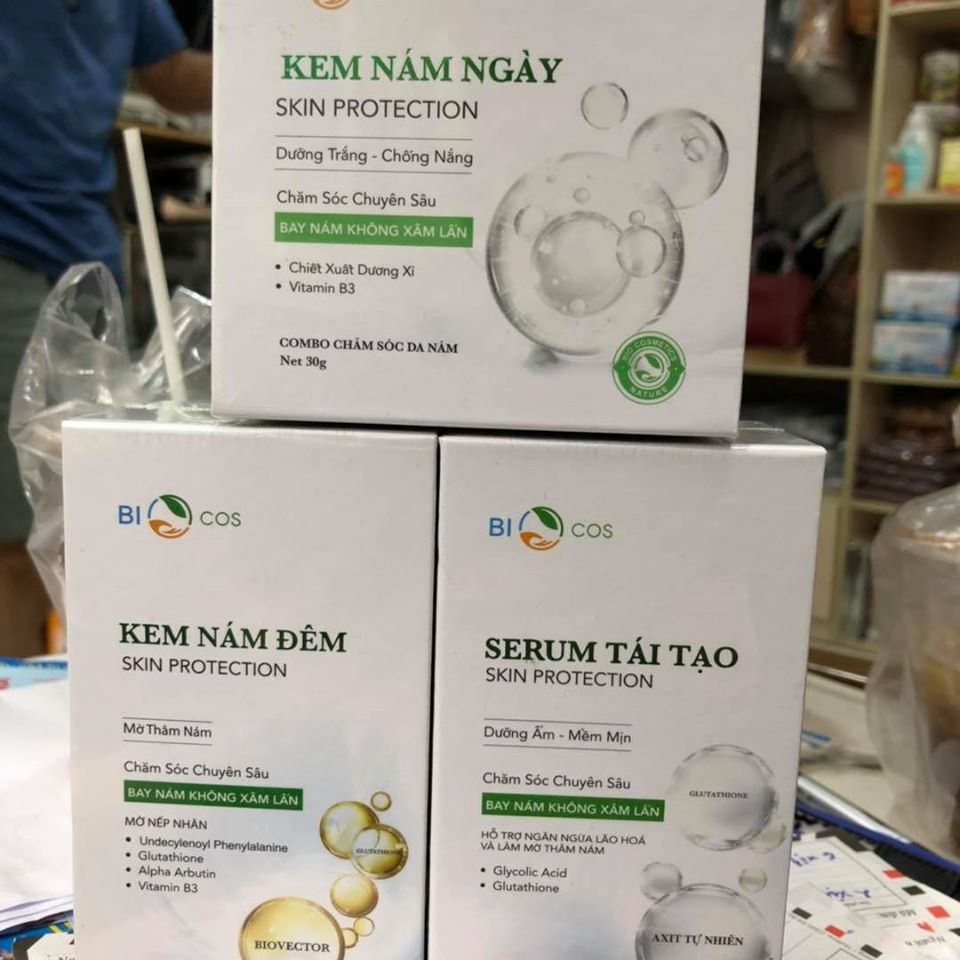 KEM NÁM NGÀY
SKIN PROTECTION
Dưỡng Trắng - Chống Nắng
Chăm Sóc Chuyên Sâu
BAY NÁM KHÔNG XÂM LẤN
• Chiết Xuất Dương Xỉ
• Vitamin B3
COMBO CHĂM SÓC DA NÁM
Net 30g
BIO COSMETICS
NATURE
BI COS
KEM NÁM ĐÊM
SKIN PROTECTION
Mờ Thâm Nám
Chăm Sóc Chuyên Sâu
BAY NÁM KHÔNG XÂM LẤN
MỜ NẾP NHĂN
• Undecylenoyl Phenylalanine
• Glutathione
• Alpha Arbutin
• Vitamin B3
GLUTATHIONE
BIOVECTOR
BI COS
SERUM TÁI TẠO
SKIN PROTECTION
Dưỡng Ẩm - Mềm Mịn
Chăm Sóc Chuyên Sâu
BAY NÁM KHÔNG XÂM LẤN
HỖ TRỢ NGĂN NGỪA LÃO HOÁ
VÀ LÀM MỜ THÂM NÁM
• Glycolic Acid
• Glutathione
GLUTATHIONE
AXIT TỰ NHIÊN